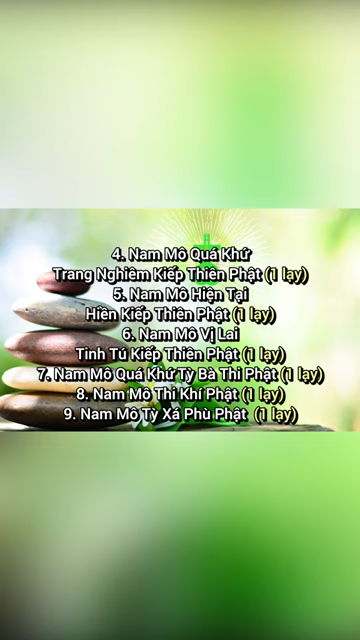 4. Nam Mô Quá Khứ
Trang Nghiêm Kiếp Thiên Phật (1 lạy)
5. Nam Mô Hiện Tại
Hiền Kiếp Thiên Phật (1 lạy)
6. Nam Mô Vị Lai
Tinh Tú Kiếp Thiên Phật (1 lạy)
7. Nam Mô Quá Khứ Tỳ Bà Thi Phật (1 lạy)
8. Nam Mô Thi Khí Phật (1 lạy)
9. Nam Mô Tỳ Xá Phù Phật (1 lạy)